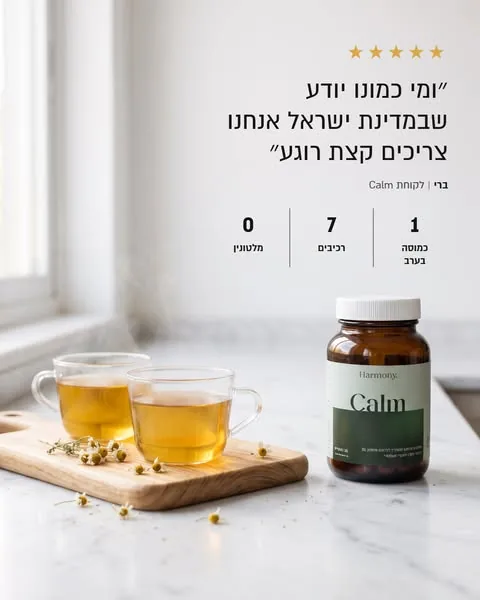 ״ומי כמונו יודע
שבמדינת ישראל אנחנו
צריכים קצת רוגע״
ברי | לקוחת Calm
1
כמוסה
בערב
7
רכיבים
0
מלטונין
Harmony.
Calm